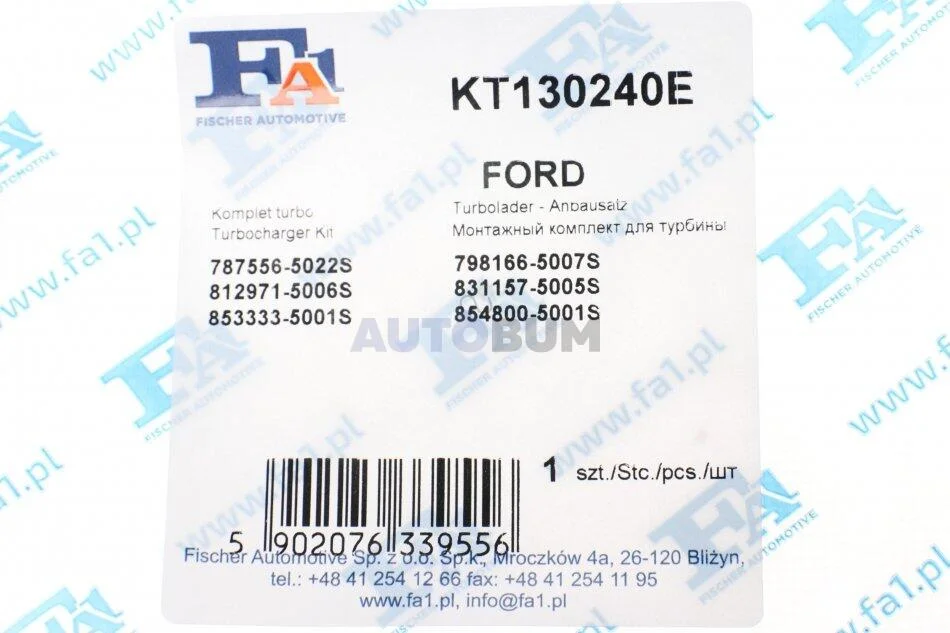 FA1
FISCHER AUTOMOTIVE
KT130240E
FORD
Komplet turbo
Turbocharger Kit
Turbolader - Anbausatz
Монтажный комплект для турбины
787556-5022S
812971-5006S
853333-5001S
798166-5007S
831157-5005S
854800-5001S
AUTOBUM
1 szt./Stc./pcs./шт
5 902076 339556
Fischer Automotive Sp. z o.o. Sp.k., Mroczków 4a, 26-120 Bliżyn,
tel.: +48 41 254 12 66 fax: +48 41 254 11 95
www.fa1.pl, info@fa1.pl
www.fa1.pl
FA1
FISCHER AUTOMOTIVE